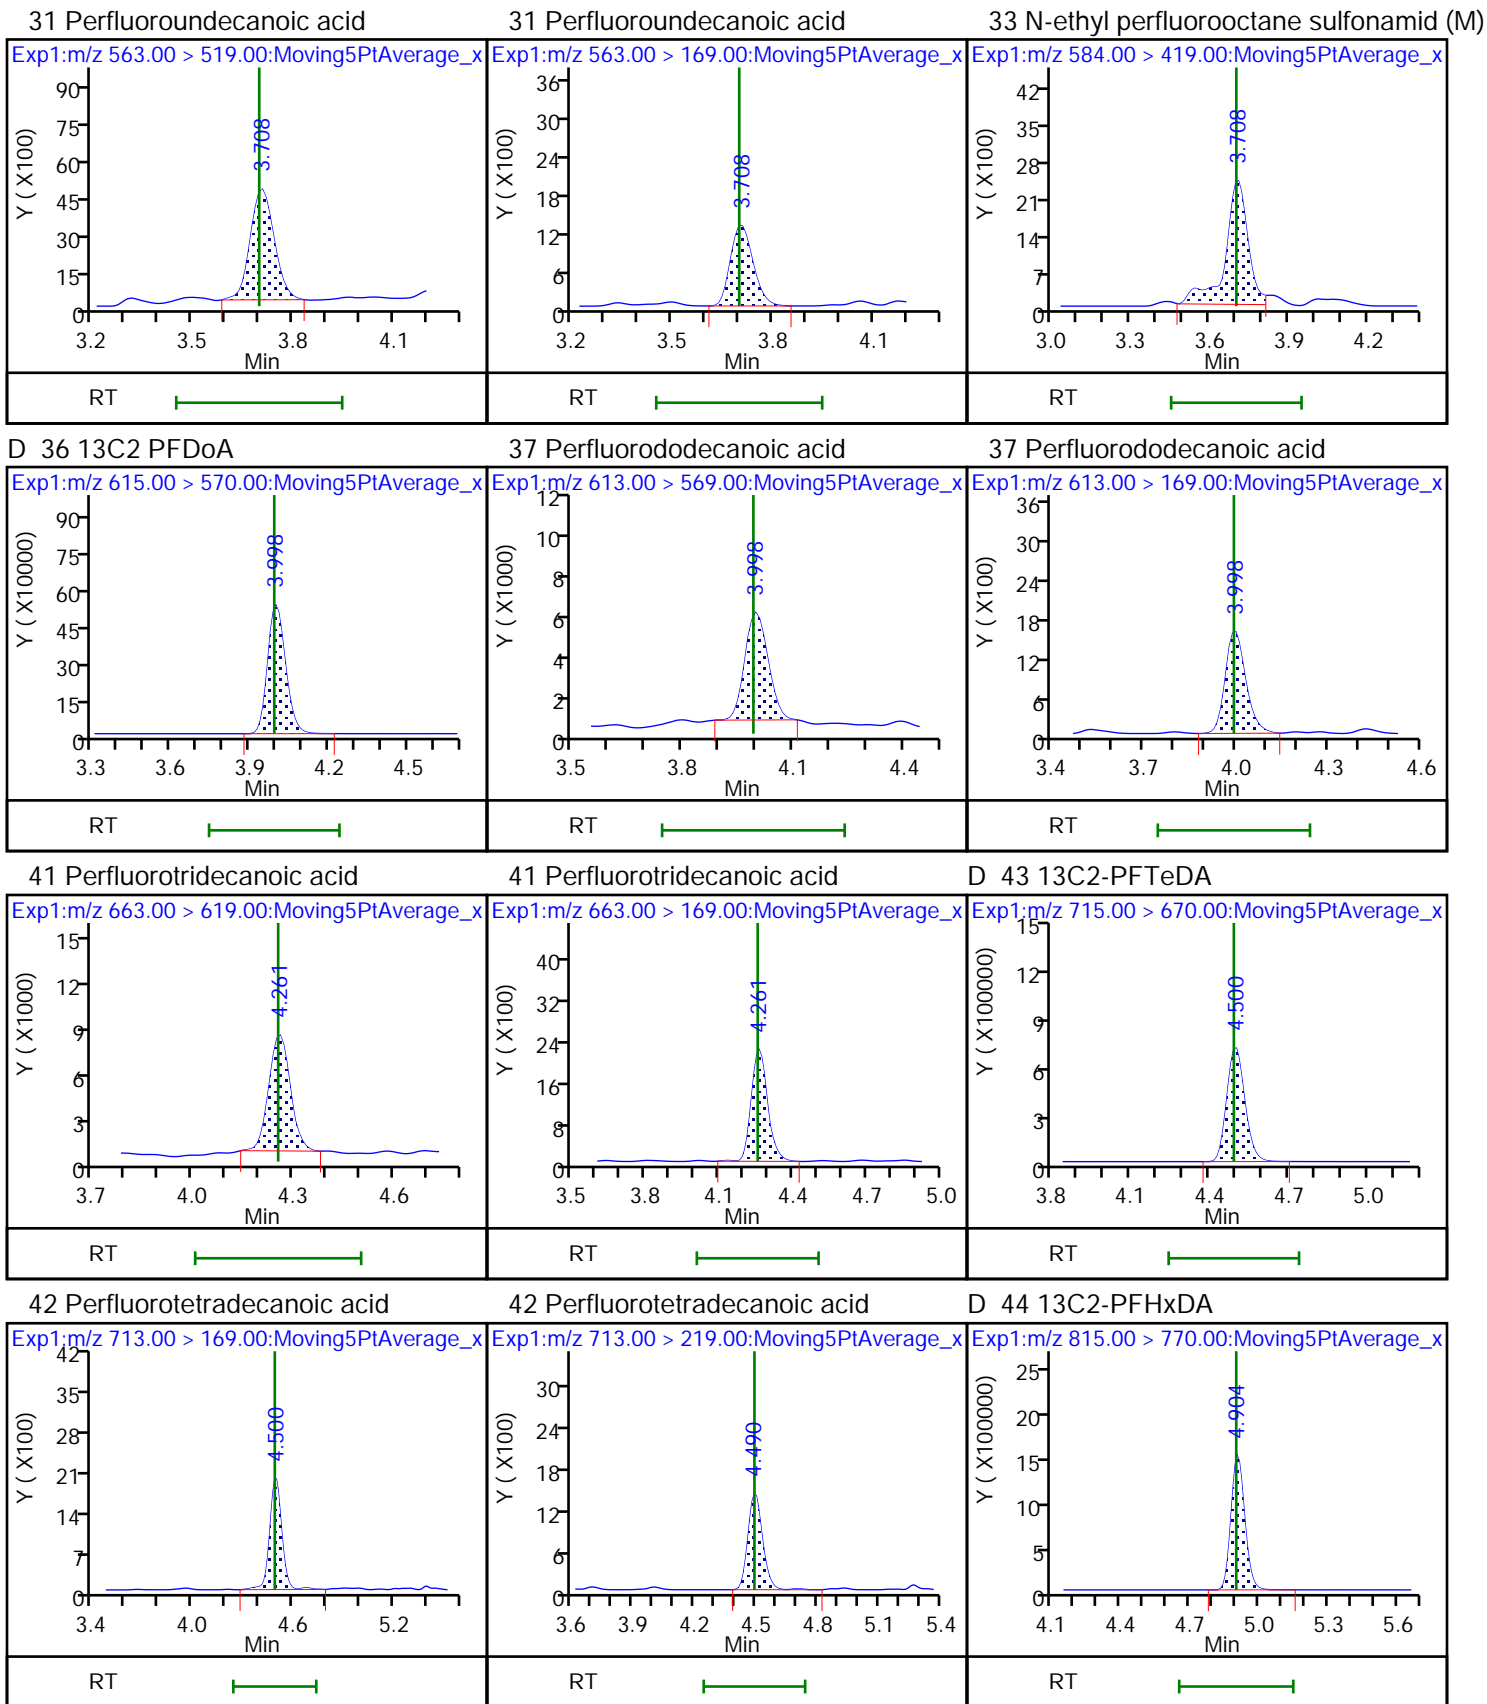 31 Perfluoroundecanoic acid
Exp1:m/z 563.00 > 519.00:Moving5PtAverage_x
Y ( X100)
90
75
60
45
30
15
0
3.708
3.2 3.5 3.8 4.1
Min
RT
31 Perfluoroundecanoic acid
Exp1:m/z 563.00 > 169.00:Moving5PtAverage_x
Y ( X100)
36
30
24
18
12
6
0
3.708
3.2 3.5 3.8 4.1
Min
RT
33 N-ethyl perfluorooctane sulfonamid (M)
Exp1:m/z 584.00 > 419.00:Moving5PtAverage_x
Y ( X100)
42
35
28
21
14
7
0
3.708
3.0 3.3 3.6 3.9 4.2
Min
RT
D 36 13C2 PFDoA
Exp1:m/z 615.00 > 570.00:Moving5PtAverage_x
Y ( X10000)
90
75
60
45
30
15
0
3.998
3.3 3.6 3.9 4.2 4.5
Min
RT
37 Perfluorododecanoic acid
Exp1:m/z 613.00 > 569.00:Moving5PtAverage_x
Y ( X1000)
12
10
8
6
4
2
0
3.998
3.5 3.8 4.1 4.4
Min
RT
37 Perfluorododecanoic acid
Exp1:m/z 613.00 > 169.00:Moving5PtAverage_x
Y ( X100)
36
30
24
18
12
6
0
3.998
3.4 3.7 4.0 4.3 4.6
Min
RT
41 Perfluorotridecanoic acid
Exp1:m/z 663.00 > 619.00:Moving5PtAverage_x
Y ( X1000)
15
12
9
6
3
0
4.261
3.7 4.0 4.3 4.6
Min
RT
41 Perfluorotridecanoic acid
Exp1:m/z 663.00 > 169.00:Moving5PtAverage_x
Y ( X100)
40
32
24
16
8
0
4.261
3.5 3.8 4.1 4.4 4.7 5.0
Min
RT
D 43 13C2-PFTeDA
Exp1:m/z 715.00 > 670.00:Moving5PtAverage_x
Y ( X100000)
15
12
9
6
3
0
4.500
3.8 4.1 4.4 4.7 5.0
Min
RT
42 Perfluorotetradecanoic acid
Exp1:m/z 713.00 > 169.00:Moving5PtAverage_x
Y ( X100)
42
35
28
21
14
7
0
4.500
3.4 4.0 4.6 5.2
Min
RT
42 Perfluorotetradecanoic acid
Exp1:m/z 713.00 > 219.00:Moving5PtAverage_x
Y ( X100)
30
24
18
12
6
0
4.490
3.6 3.9 4.2 4.5 4.8 5.1 5.4
Min
RT
D 44 13C2-PFHxDA
Exp1:m/z 815.00 > 770.00:Moving5PtAverage_x
Y ( X100000)
25
20
15
10
5
0
4.904
4.1 4.4 4.7 5.0 5.3 5.6
Min
RT